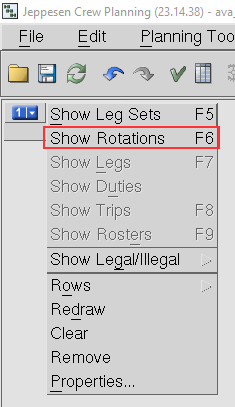 Jeppesen Crew Planning (23.14.38) - ava_
File Edit Planning Too
1
Show Leg Sets F5
Show Rotations F6
Show Legs F7
Show Duties
Show Trips F8
Show Rosters F9
Show Legal/Illegal
Rows
Redraw
Clear
Remove
Properties...